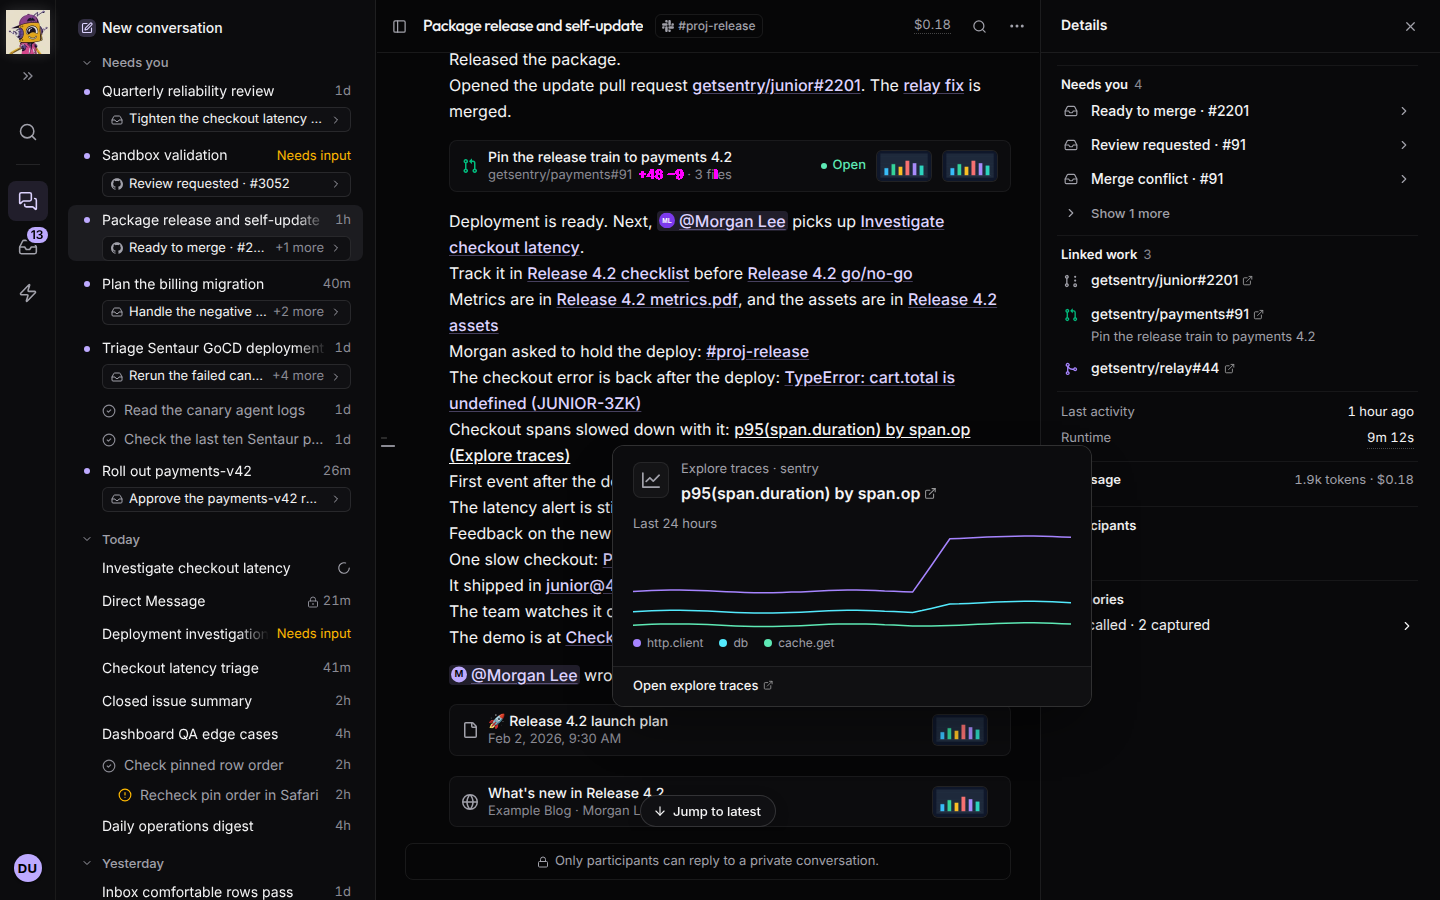 New conversation
Needs you
Quarterly reliability review 1d
Tighten the checkout latency ...
Sandbox validation Needs input
Review requested · #3052
Package release and self-update 1h
Ready to merge · #2... +1 more
13
Plan the billing migration 40m
Handle the negative ... +2 more
Triage Sentaur GoCD deployment 1d
Rerun the failed can... +4 more
Read the canary agent logs 1d
Check the last ten Sentaur p... 1d
Roll out payments-v42 26m
Approve the payments-v42 r...
Today
Investigate checkout latency
Direct Message 21m
Deployment investigation Needs input
Checkout latency triage 41m
Closed issue summary 2h
Dashboard QA edge cases 4h
Check pinned row order 2h
Recheck pin order in Safari 2h
Daily operations digest 4h
Yesterday
Inbox comfortable rows pass 1d
DU
Package release and self-update #proj-release $0.18
Released the package.
Opened the update pull request getsentry/junior#2201. The relay fix is
merged.
Pin the release train to payments 4.2
getsentry/payments#91 · 3 files
Open
Deployment is ready. Next, ML @Morgan Lee picks up Investigate
checkout latency.
Track it in Release 4.2 checklist before Release 4.2 go/no-go
Metrics are in Release 4.2 metrics.pdf, and the assets are in Release 4.2
assets
Morgan asked to hold the deploy: #proj-release
The checkout error is back after the deploy: TypeError: cart.total is
undefined (JUNIOR-3ZK)
Checkout spans slowed down with it: p95(span.duration) by span.op
(Explore traces)
First event after the
The latency alert is
Feedback on the new
One slow checkout:
It shipped in
The team watches it
The demo is at
M @Morgan Lee
Explore traces · sentry
p95(span.duration) by span.op
Last 24 hours
http.client db cache.get
Open explore traces
🚀 Release 4.2 launch plan
Feb 2, 2026, 9:30 AM
What's new in Release 4.2
Example Blog · Morgan
Jump to latest
Only participants can reply to a private conversation.
Details
Needs you 4
Ready to merge · #2201
Review requested · #91
Merge conflict · #91
Show 1 more
Linked work 3
getsentry/junior#2201
getsentry/payments#91
Pin the release train to payments 4.2
getsentry/relay#44
Last activity 1 hour ago
Runtime 9m 12s
1.9k tokens · $0.18
· 2 captured